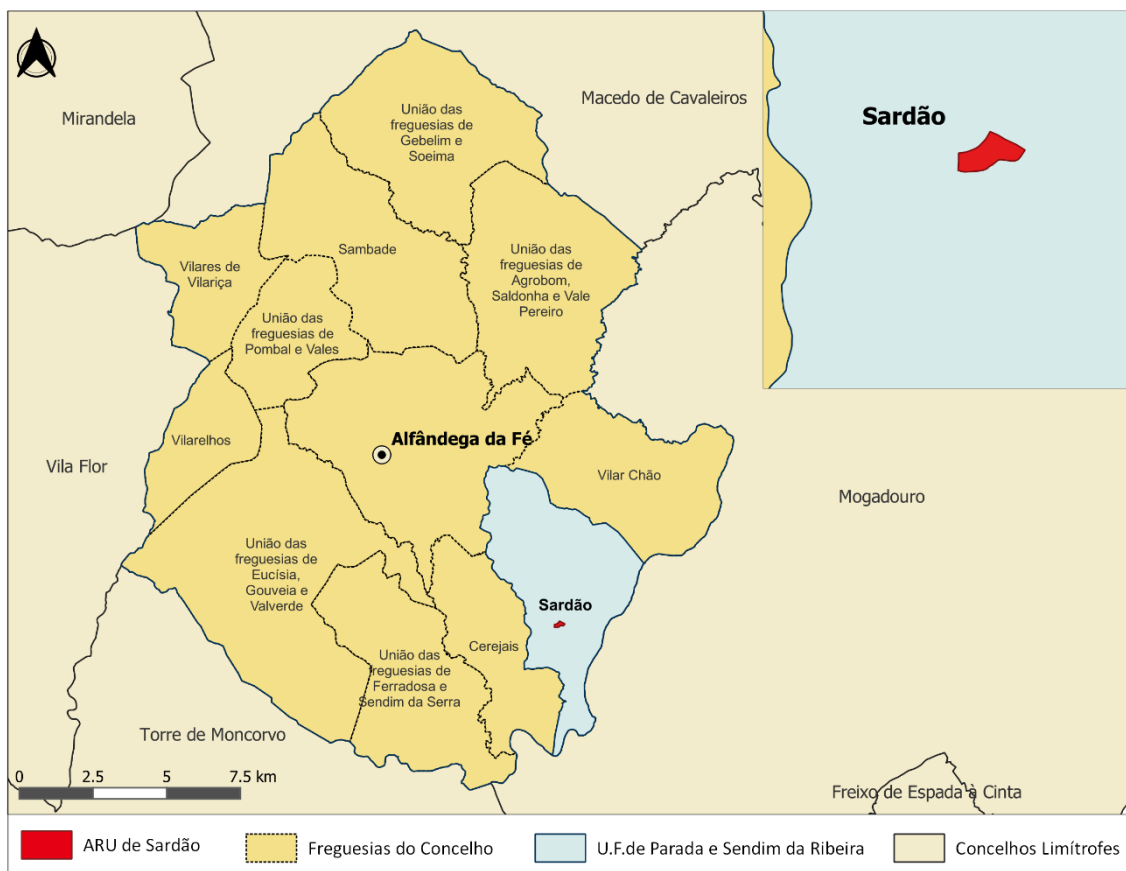 Mirandela
Macedo de Cavaleiros
Sardão
União das
freguesias de
Gebelim e
Soeima
Sambade
União das
freguesias de
Agrobom,
Saldonha e Vale
Pereiro
Vilares de
Vilariça
União das
freguesias de
Pombal e Vales
Vilarelhos
Alfândega da Fé
Vila Flor
Vilar Chão
Mogadouro
União das
freguesias de
Eucísia,
Gouveia e
Valverde
Sardão
Cerejais
União das
freguesias de
Ferradosa e
Sendim da Serra
Torre de Moncorvo
Freixo de Espada à Cinta
0 2.5 5 7.5 km
ARU de Sardão
Freguesias do Concelho
U.F.de Parada e Sendim da Ribeira
Concelhos Limítrofes